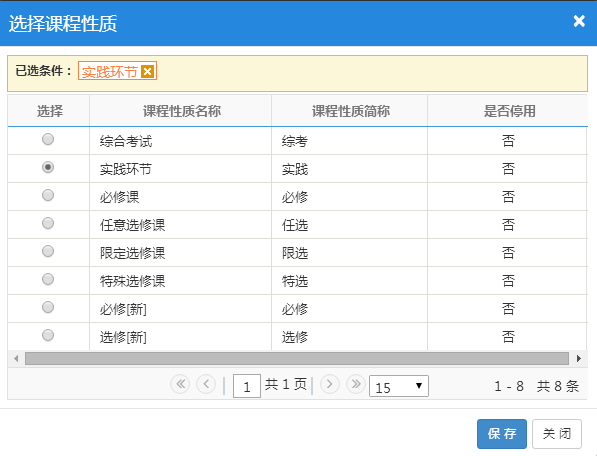 选择课程性质
已选条件： 实践环节
选择 课程性质名称 课程性质简称 是否停用
综合考试 综考 否
实践环节 实践 否
必修课 必修 否
任意选修课 任选 否
限定选修课 限选 否
特殊选修课 特选 否
必修[新] 必修 否
选修[新] 选修 否
1 共 1 页 15 1 - 8 共 8 条
保 存 关 闭